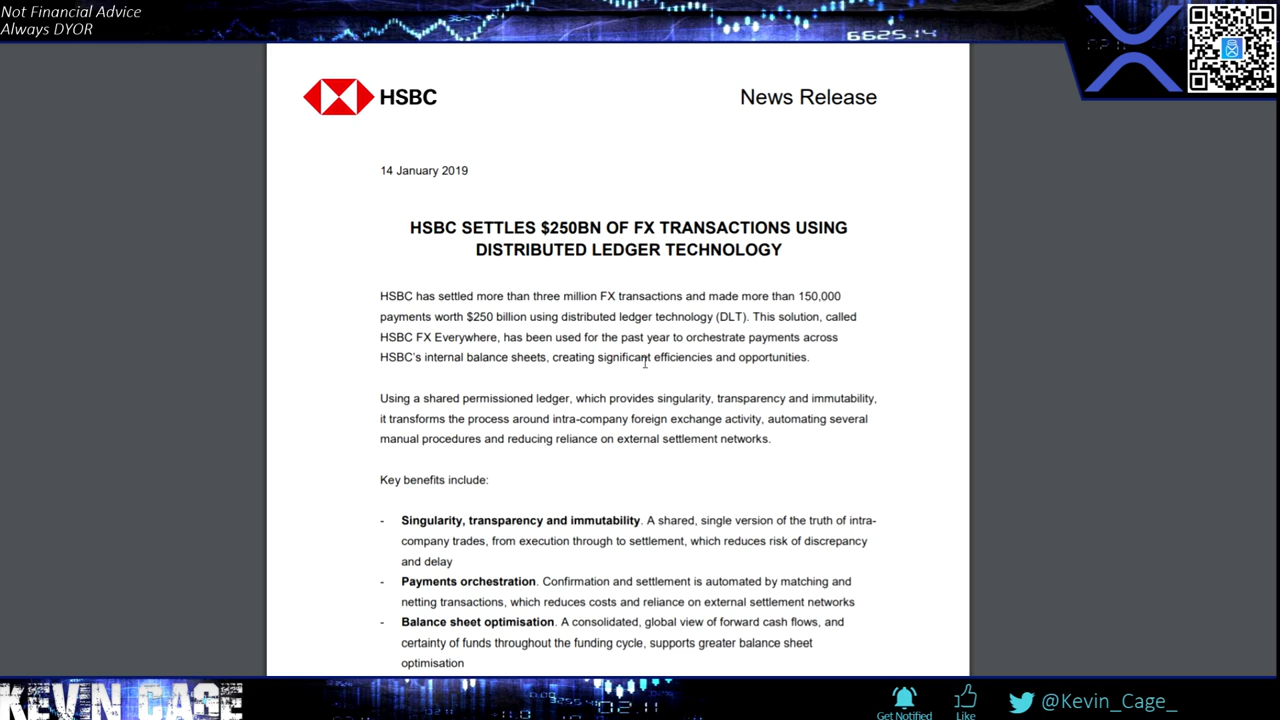 Not Financial Advice
Always DYOR
6625.14
HSBC
News Release
14 January 2019
HSBC SETTLES $250BN OF FX TRANSACTIONS USING
DISTRIBUTED LEDGER TECHNOLOGY
HSBC has settled more than three million FX transactions and made more than 150,000
payments worth $250 billion using distributed ledger technology (DLT). This solution, called
HSBC FX Everywhere, has been used for the past year to orchestrate payments across
HSBC's internal balance sheets, creating significant efficiencies and opportunities.
Using a shared permissioned ledger, which provides singularity, transparency and immutability,
it transforms the process around intra-company foreign exchange activity, automating several
manual procedures and reducing reliance on external settlement networks.
Key benefits include:
- Singularity, transparency and immutability. A shared, single version of the truth of intra-
company trades, from execution through to settlement, which reduces risk of discrepancy
and delay
- Payments orchestration. Confirmation and settlement is automated by matching and
netting transactions, which reduces costs and reliance on external settlement networks
- Balance sheet optimisation. A consolidated, global view of forward cash flows, and
certainty of funds throughout the funding cycle, supports greater balance sheet
optimisation
KEVIN CAGE
Get Notified
Like
@Kevin_Cage_